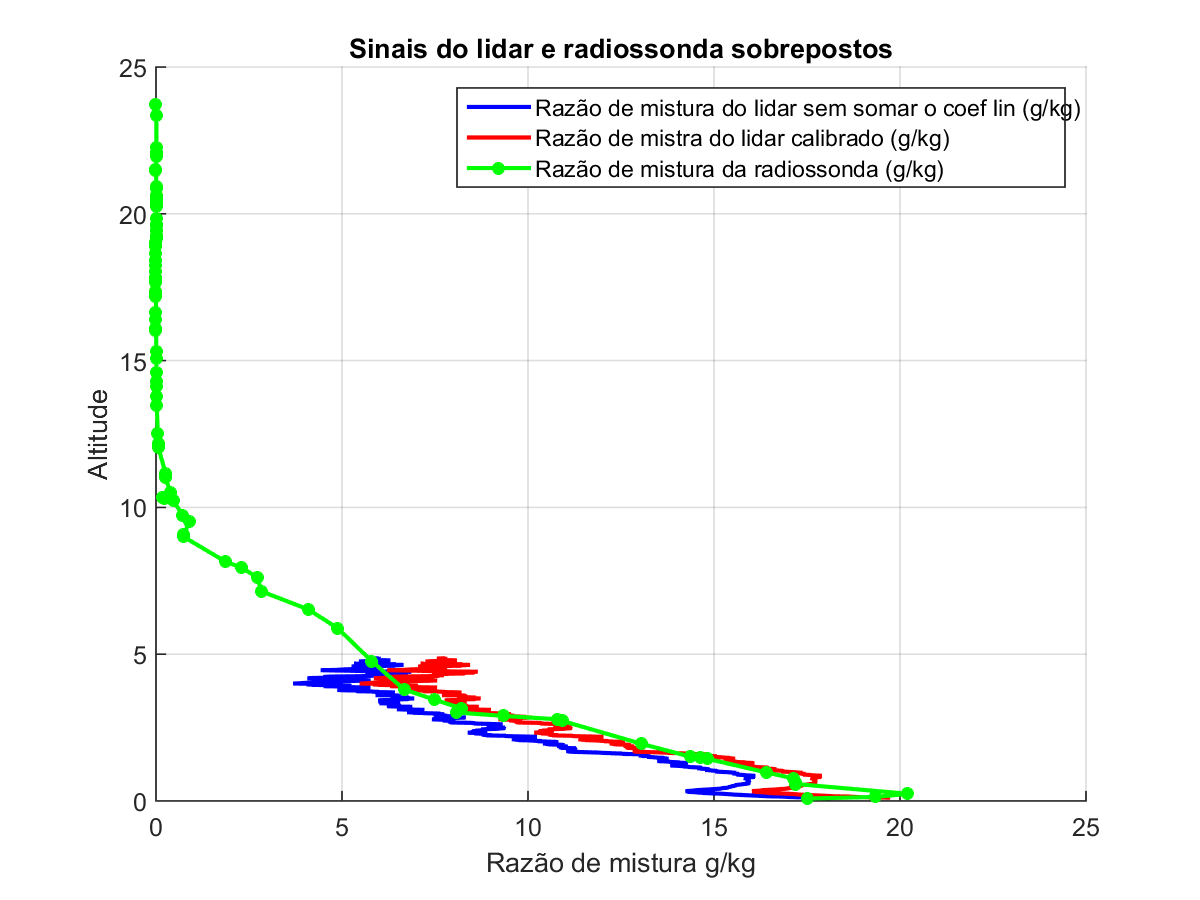 Sinais do lidar e radiossonda sobrepostos
25
Razão de mistura do lidar sem somar o coef lin (g/kg)
Razão de mistra do lidar calibrado (g/kg)
Razão de mistura da radiossonda (g/kg)
20
15
Altitude
10
5
0
0 5 10 15 20 25
Razão de mistura g/kg